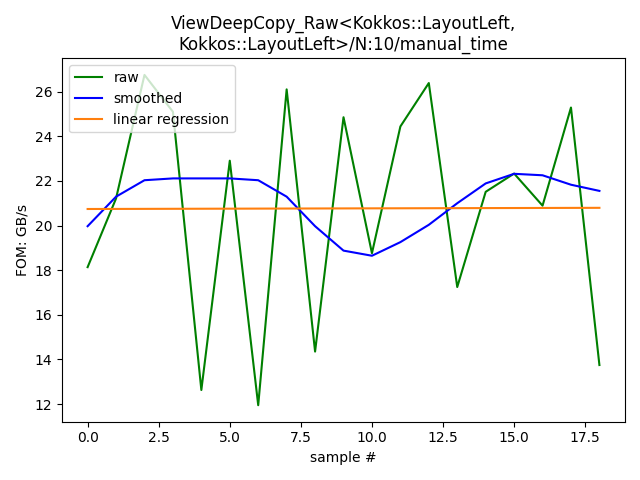 ViewDeepCopy_Raw<Kokkos::LayoutLeft,
Kokkos::LayoutLeft>/N:10/manual_time
raw
smoothed
linear regression
FOM: GB/s
26
24
22
20
18
16
14
12
0.0 2.5 5.0 7.5 10.0 12.5 15.0 17.5
sample #